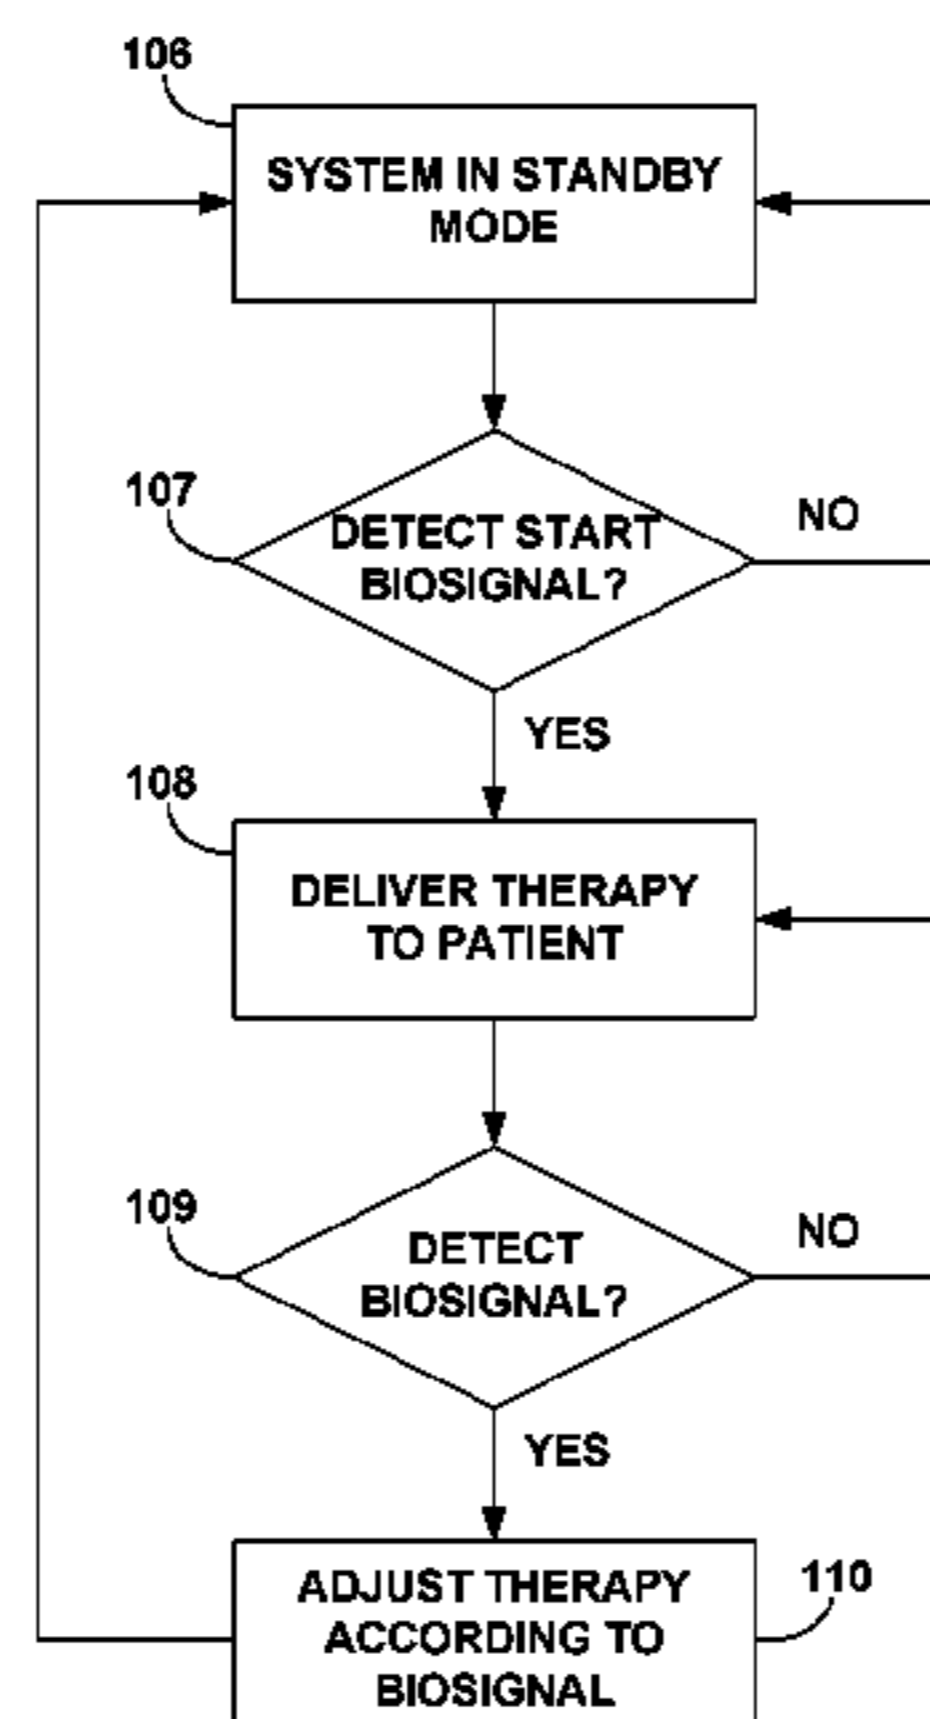 106
SYSTEM IN STANDBY
MODE
107
DETECT START
BIOSIGNAL?
NO
YES
108
DELIVER THERAPY
TO PATIENT
109
DETECT
BIOSIGNAL?
NO
YES
ADJUST THERAPY
ACCORDING TO
BIOSIGNAL
110